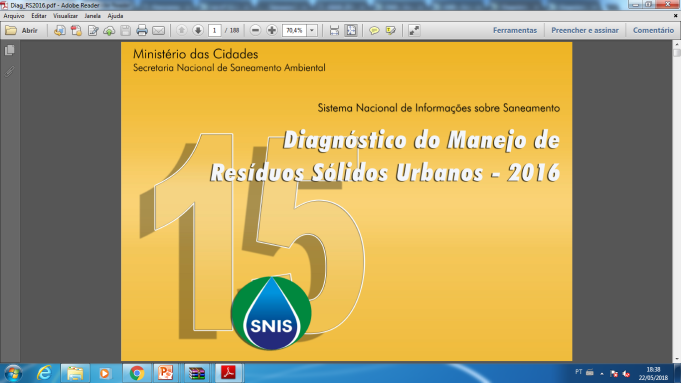 Diag_RS2016.pdf - Adobe Reader
Arquivo Editar Visualizar Janela Ajuda
Abrir 1 / 188 70,4% Ferramentas Preencher e assinar Comentário
Ministério das Cidades
Secretaria Nacional de Saneamento Ambiental
Sistema Nacional de Informações sobre Saneamento
Diagnóstico do Manejo de
Resíduos Sólidos Urbanos - 2016
15
SNIS
PT 18:38
22/05/2018